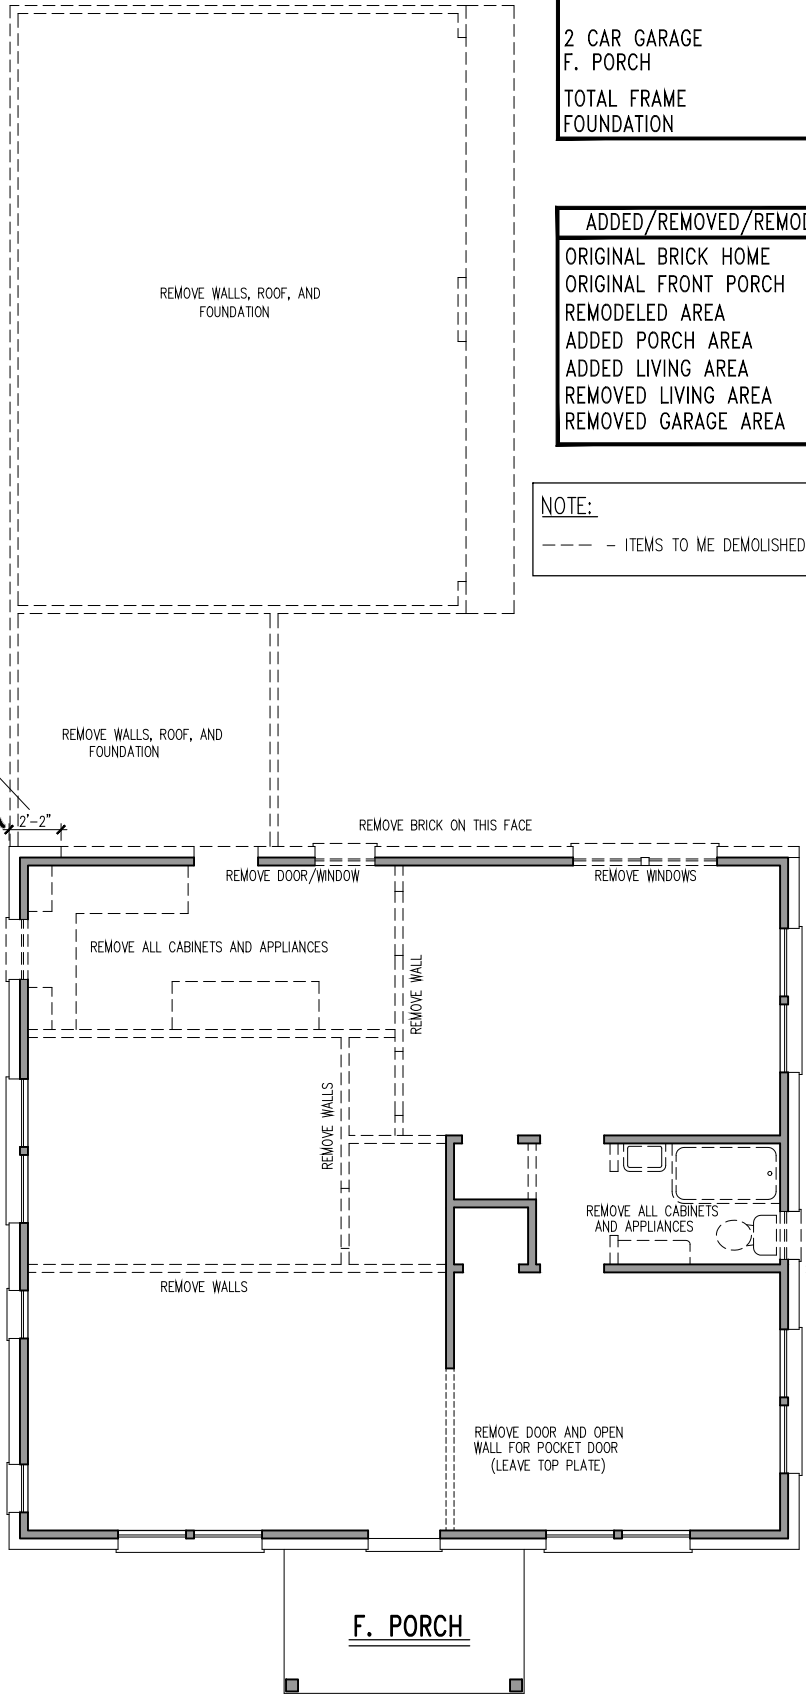 2 CAR GARAGE
F. PORCH
TOTAL FRAME
FOUNDATION
ADDED/REMOVED/REMOD
ORIGINAL BRICK HOME
ORIGINAL FRONT PORCH
REMODELED AREA
ADDED PORCH AREA
ADDED LIVING AREA
REMOVED LIVING AREA
REMOVED GARAGE AREA
REMOVE WALLS, ROOF, AND
FOUNDATION
NOTE:
- ITEMS TO ME DEMOLISHED
REMOVE WALLS, ROOF, AND
FOUNDATION
2'-2"
REMOVE BRICK ON THIS FACE
REMOVE DOOR/WINDOW
REMOVE WINDOWS
REMOVE ALL CABINETS AND APPLIANCES
REMOVE WALL
REMOVE WALLS
REMOVE ALL CABINETS
AND APPLIANCES
REMOVE WALLS
REMOVE DOOR AND OPEN
WALL FOR POCKET DOOR
(LEAVE TOP PLATE)
F. PORCH